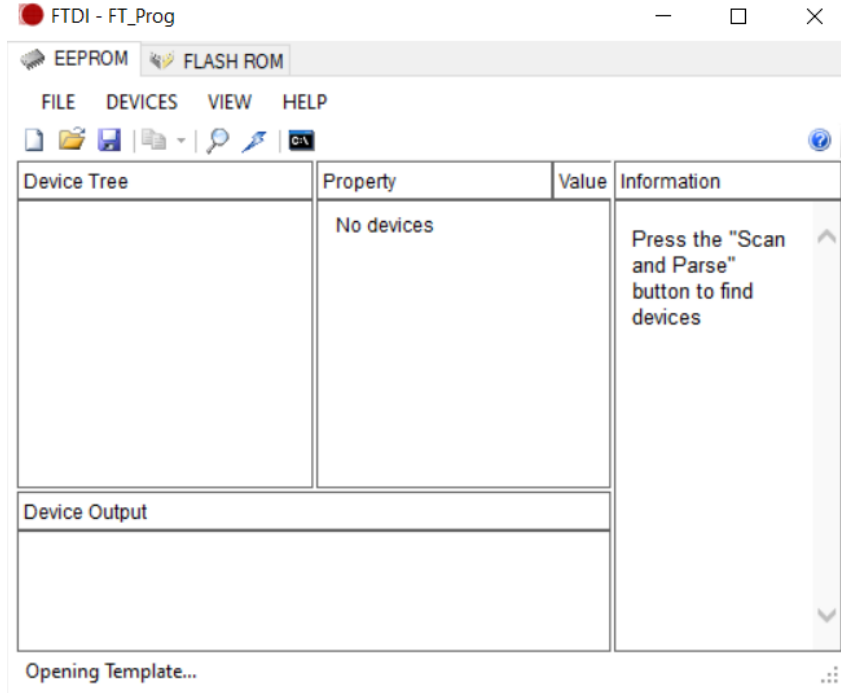 FTDI - FT_Prog
EEPROM FLASH ROM
FILE DEVICES VIEW HELP
C:\
Device Tree Property Value Information
No devices
Press the "Scan
and Parse"
button to find
devices
Device Output
Opening Template...